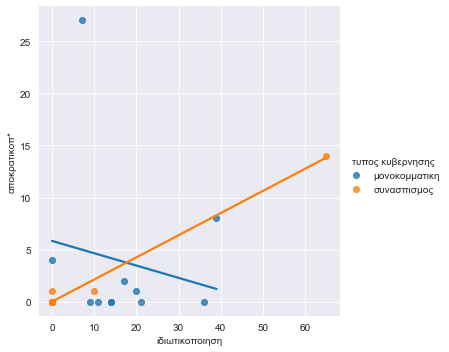 25
20
15
10
5
0
αποκρατικοπ*
0 10 20 30 40 50 60
ιδιωτικοποιηση
τυπος κυβερνησης
μονοκομματικη
συνασπισμος